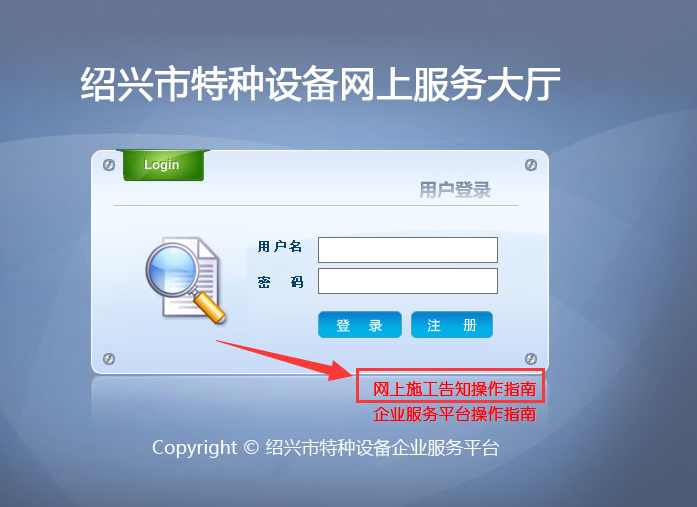 绍兴市特种设备网上服务大厅
Login
用户登录
用户名
密 码
登 录 注 册
网上施工告知操作指南
企业服务平台操作指南
Copyright © 绍兴市特种设备企业服务平台